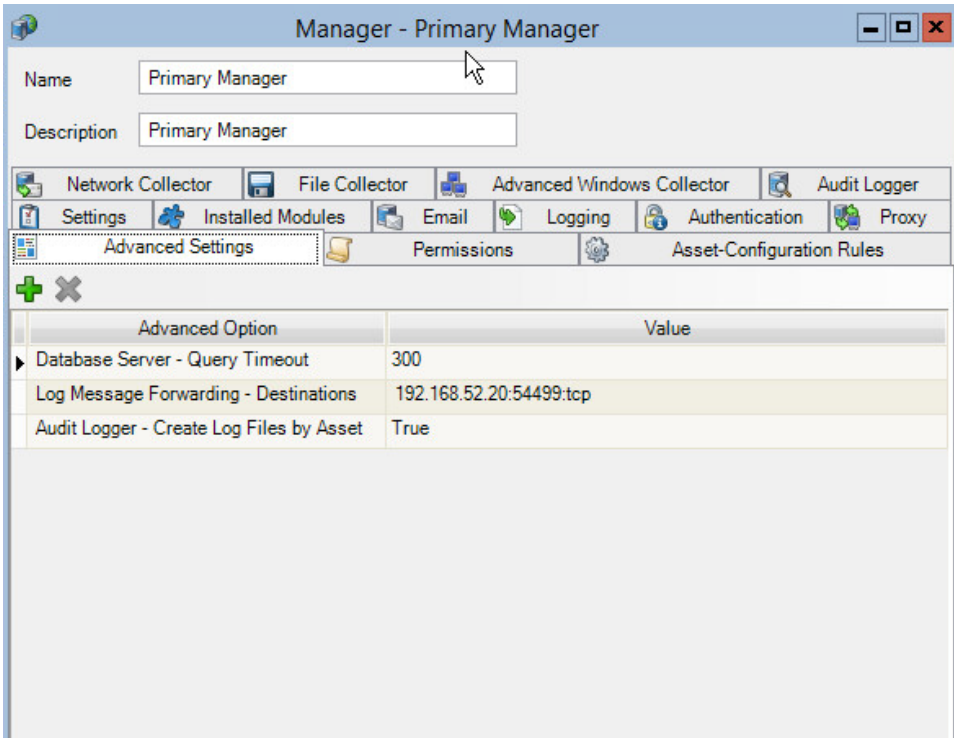 Manager - Primary Manager
Name Primary Manager
Description Primary Manager
Network Collector File Collector Advanced Windows Collector Audit Logger
Settings Installed Modules Email Logging Authentication Proxy
Advanced Settings Permissions Asset-Configuration Rules
Advanced Option Value
Database Server - Query Timeout 300
Log Message Forwarding - Destinations 192.168.52.20:54499:tcp
Audit Logger - Create Log Files by Asset True